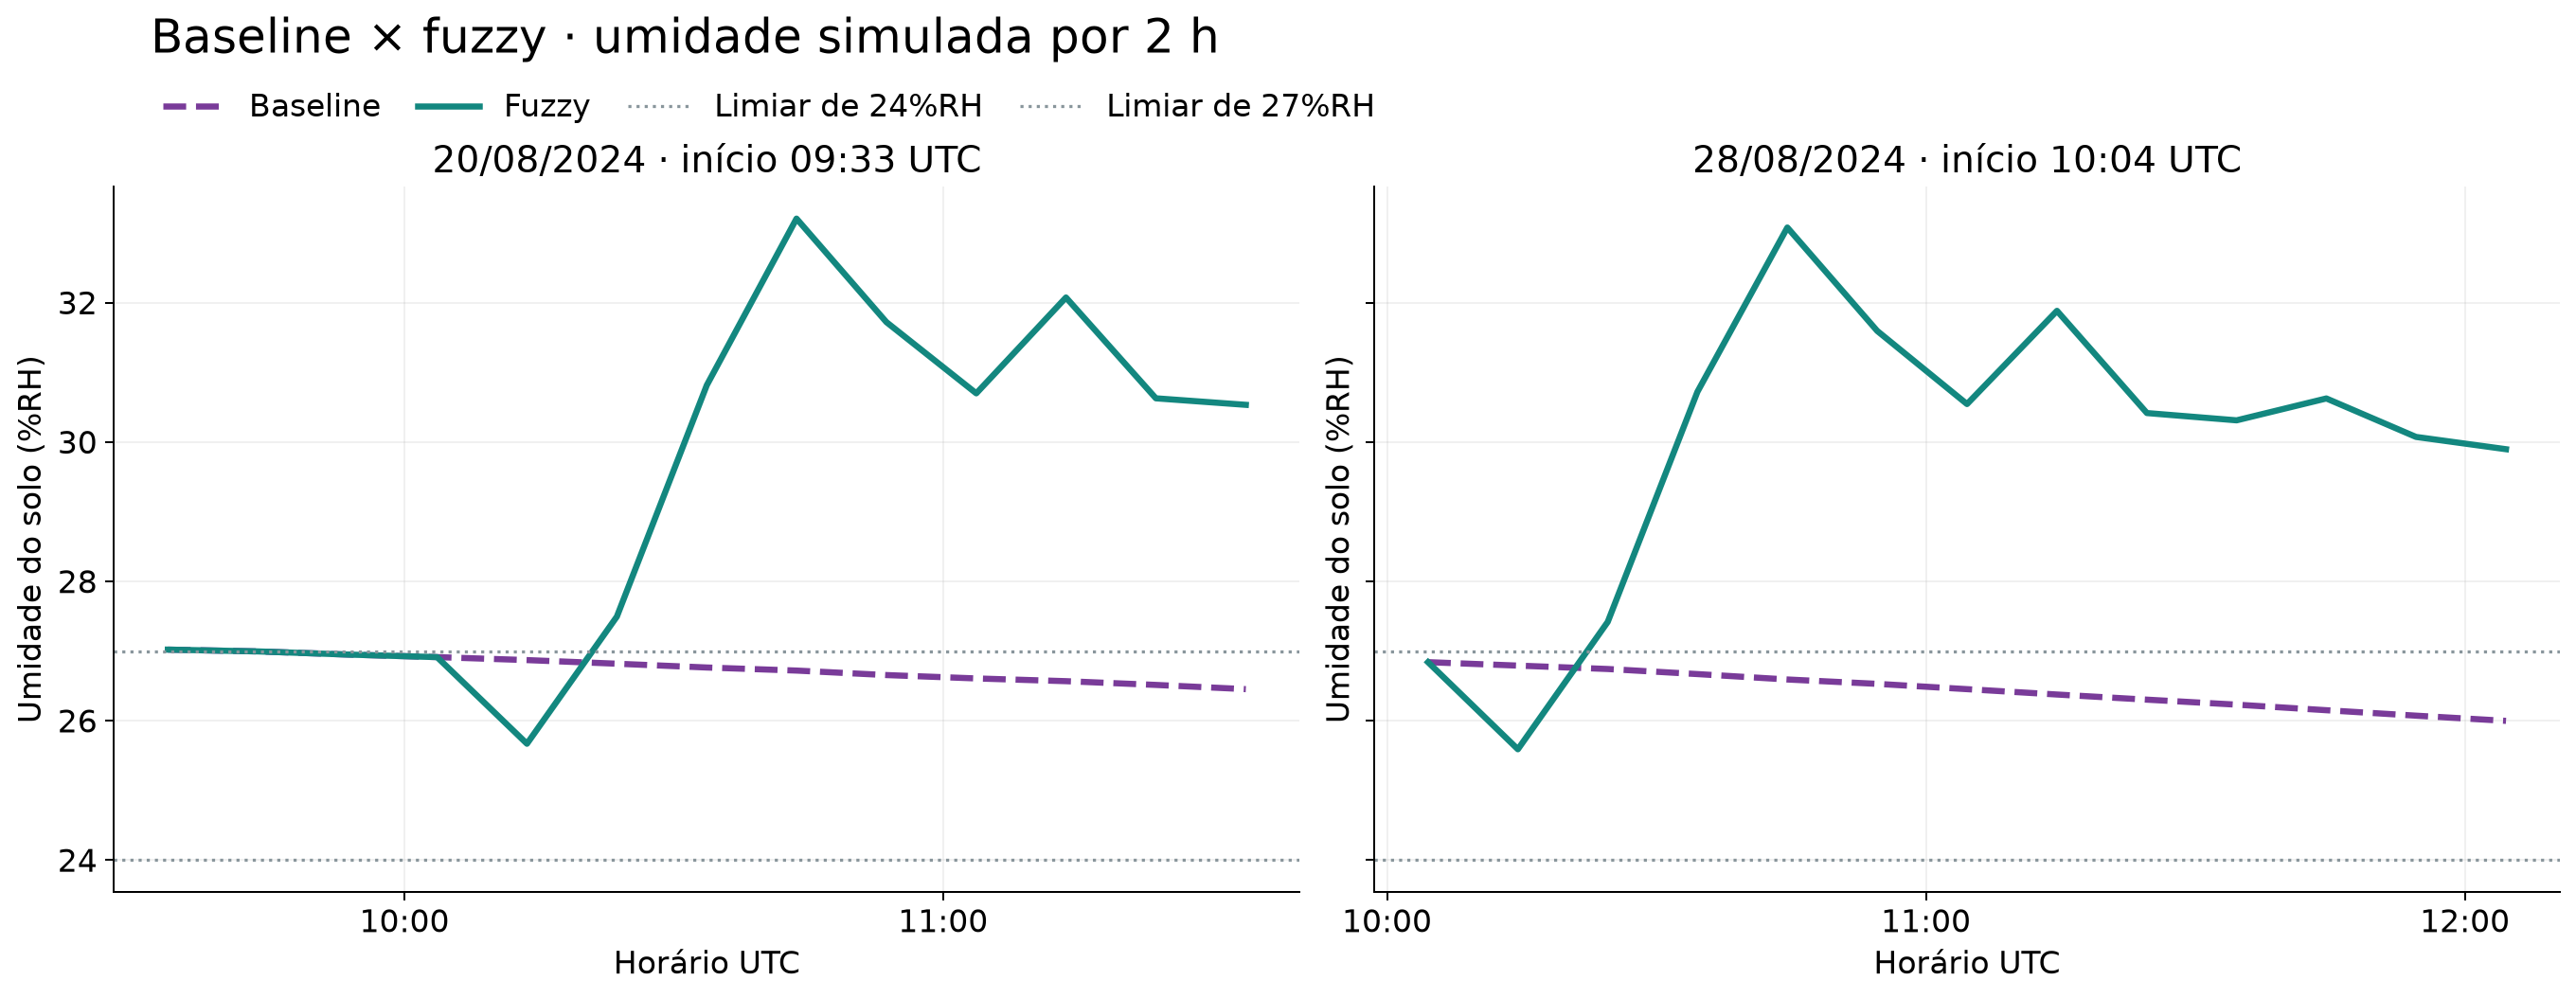 Baseline × fuzzy · umidade simulada por 2 h
Baseline Fuzzy Limiar de 24%RH Limiar de 27%RH
20/08/2024 · início 09:33 UTC
32
30
28
26
24
Umidade do solo (%RH)
10:00 11:00
Horário UTC
28/08/2024 · início 10:04 UTC
Umidade do solo (%RH)
10:00 11:00 12:00
Horário UTC